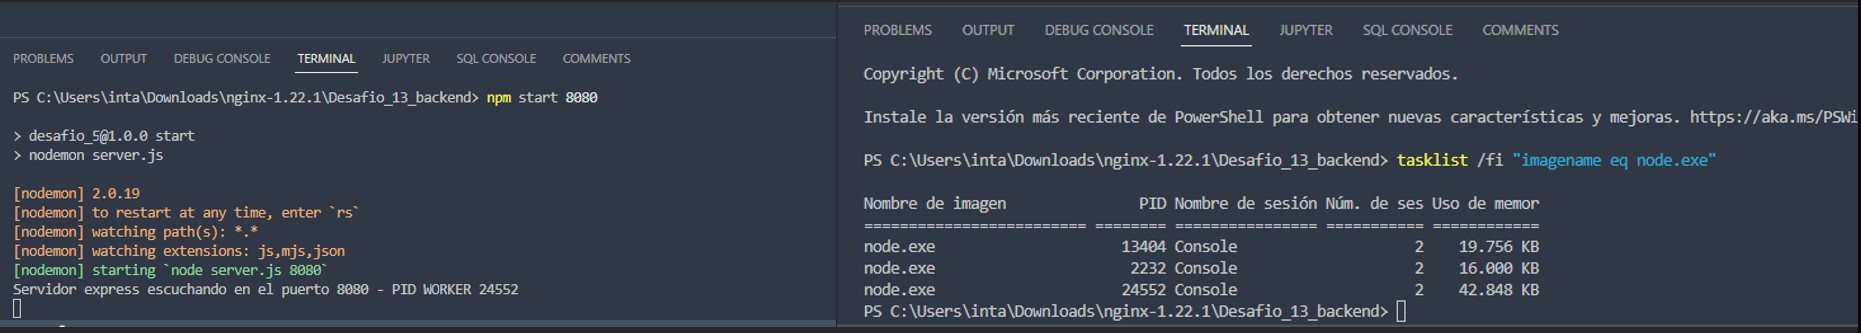 PROBLEMS OUTPUT DEBUG CONSOLE TERMINAL JUPYTER SQL CONSOLE COMMENTS
PS C:\Users\inta\Downloads\nginx-1.22.1\Desafio_13_backend> npm start 8080
> desafio_5@1.0.0 start
> nodemon server.js
[nodemon] 2.0.19
[nodemon] to restart at any time, enter `rs`
[nodemon] watching path(s): *.*
[nodemon] watching extensions: js,mjs,json
[nodemon] starting `node server.js 8080`
Servidor express escuchando en el puerto 8080 - PID WORKER 24552
PROBLEMS OUTPUT DEBUG CONSOLE TERMINAL JUPYTER SQL CONSOLE COMMENTS
Copyright (C) Microsoft Corporation. Todos los derechos reservados.
Instale la versión más reciente de PowerShell para obtener nuevas características y mejoras. https://aka.ms/PSWi
PS C:\Users\inta\Downloads\nginx-1.22.1\Desafio_13_backend> tasklist /fi "imagename eq node.exe"
Nombre de imagen PID Nombre de sesión Núm. de ses Uso de memor
========================= ======== ================ =========== ============
node.exe 13404 Console 2 19.756 KB
node.exe 2232 Console 2 16.000 KB
node.exe 24552 Console 2 42.848 KB
PS C:\Users\inta\Downloads\nginx-1.22.1\Desafio_13_backend>